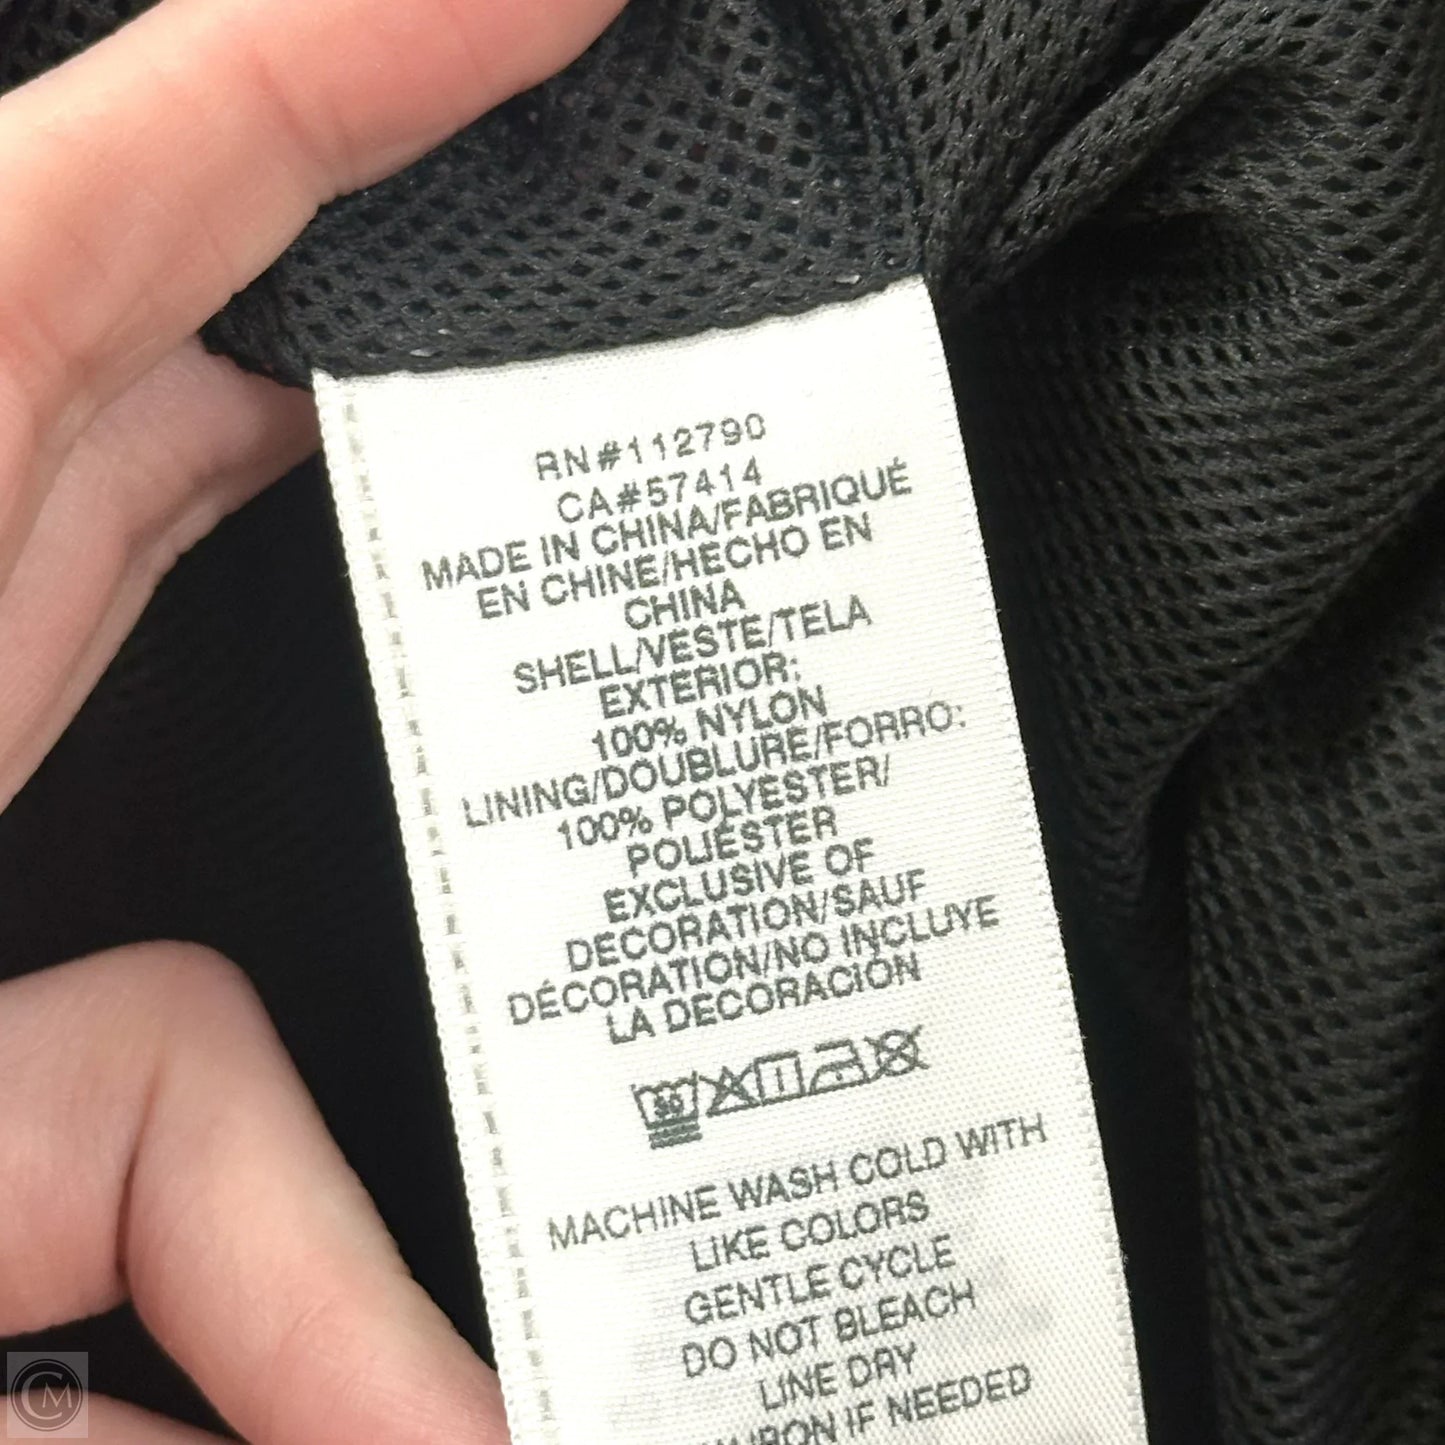 RN#112790
CA#57414
MADE IN CHINA/FABRIQUÉ
EN CHINE/HECHO EN
CHINA
SHELL/VESTE/TELA
EXTERIOR:
100% NYLON
LINING/DOUBLURE/FORRO:
100% POLYESTER/
POLIÉSTER
EXCLUSIVE OF
DECORATION/SAUF
DÉCORATION/NO INCLUYE
LA DECORACIÓN
30
MACHINE WASH COLD WITH
LIKE COLORS
GENTLE CYCLE
DO NOT BLEACH
LINE DRY
IRON IF NEEDED
CM